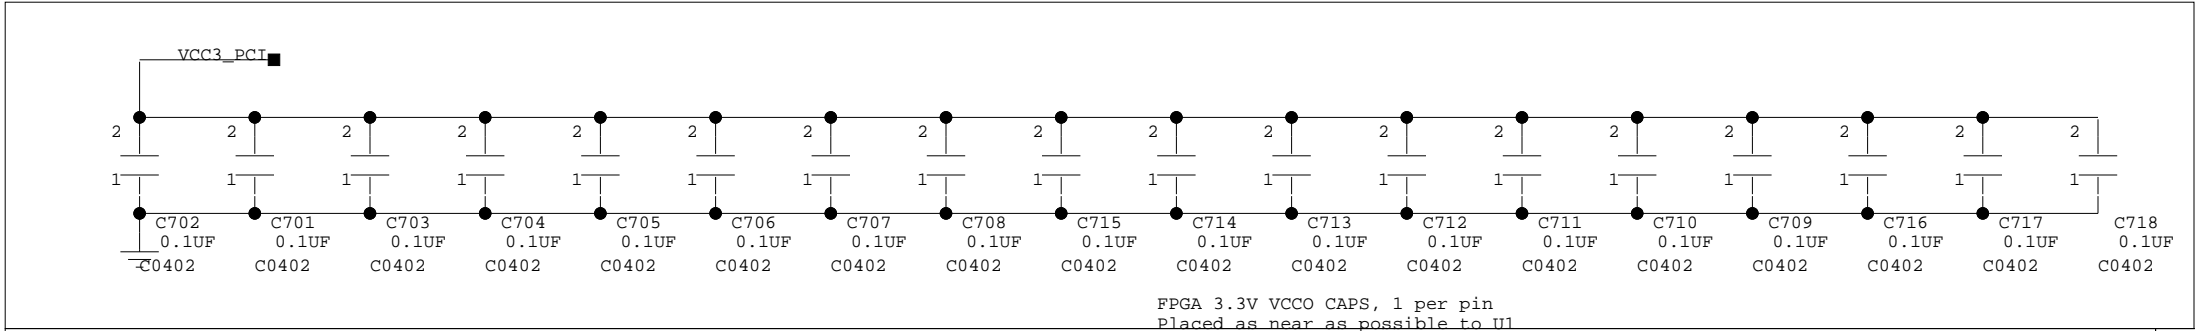 VCC3_PCI
2 2 2 2 2 2 2 2 2 2 2 2 2 2 2 2 2 2
1 1 1 1 1 1 1 1 1 1 1 1 1 1 1 1 1 1
C702 C701 C703 C704 C705 C706 C707 C708 C715 C714 C713 C712 C711 C710 C709 C716 C717 C718
0.1UF 0.1UF 0.1UF 0.1UF 0.1UF 0.1UF 0.1UF 0.1UF 0.1UF 0.1UF 0.1UF 0.1UF 0.1UF 0.1UF 0.1UF 0.1UF 0.1UF 0.1UF
C0402 C0402 C0402 C0402 C0402 C0402 C0402 C0402 C0402 C0402 C0402 C0402 C0402 C0402 C0402 C0402 C0402 C0402
FPGA 3.3V VCCO CAPS, 1 per pin
Placed as near as possible to U1